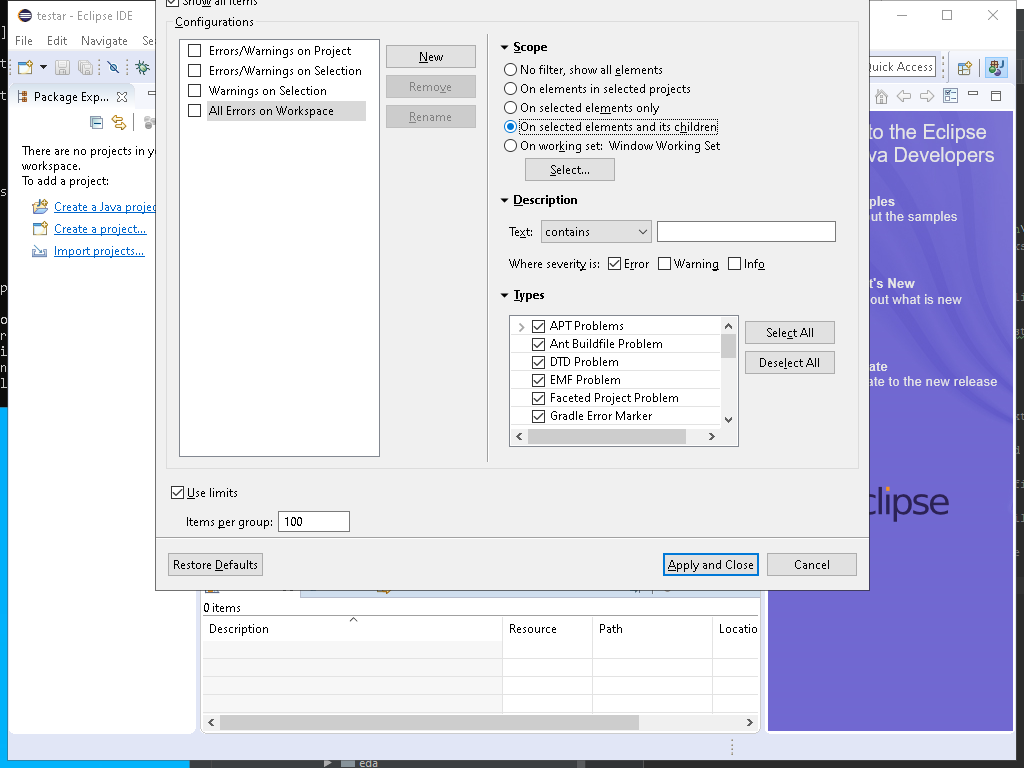 testar - Eclipse IDE
Show all items
File Edit Navigate Se
Configurations
Errors/Warnings on Project
Errors/Warnings on Selection
Warnings on Selection
All Errors on Workspace
New
Remove
Rename
Scope
No filter, show all elements
On elements in selected projects
On selected elements only
On selected elements and its children
On working set: Window Working Set
Select...
Description
Text: contains
Where severity is: Error Warning Info
Types
APT Problems
Ant Buildfile Problem
DTD Problem
EMF Problem
Faceted Project Problem
Gradle Error Marker
Select All
Deselect All
Use limits
Items per group: 100
Restore Defaults
Apply and Close
Cancel
Quick Access
Package Exp...
There are no projects in y
workspace.
To add a project:
Create a Java projec
Create a project...
Import projects...
to the Eclipse
va Developers
ples
out the samples
t's New
out what is new
ate
ate to the new release
clipse
0 items
Description Resource Path Locatio
eda